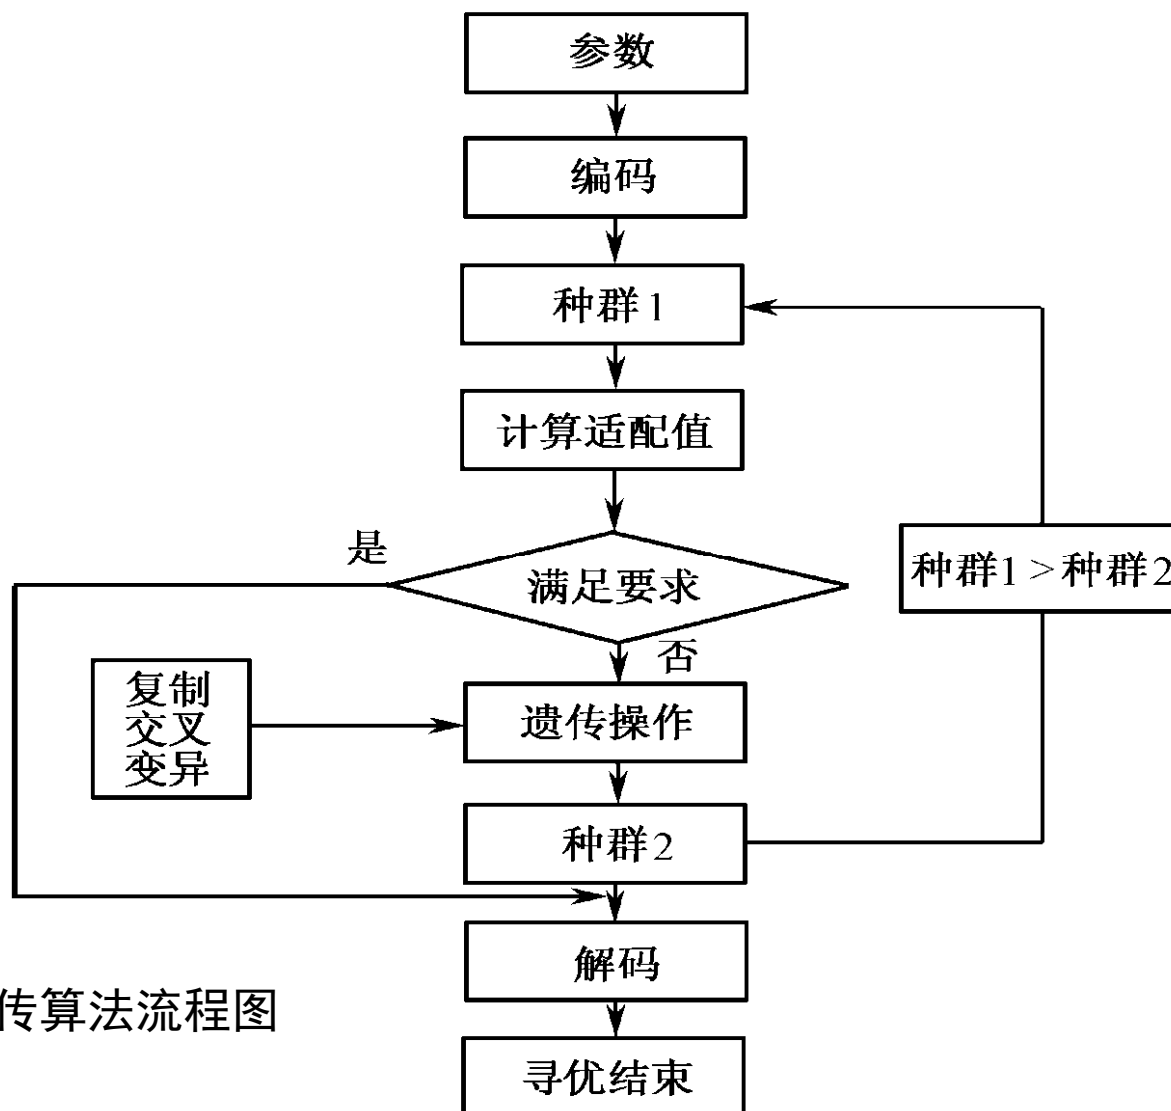 参数
编码
种群1
计算适配值
是
满足要求
种群1>种群2
否
复制
交叉
变异
遗传操作
种群2
解码
传算法流程图
寻优结束